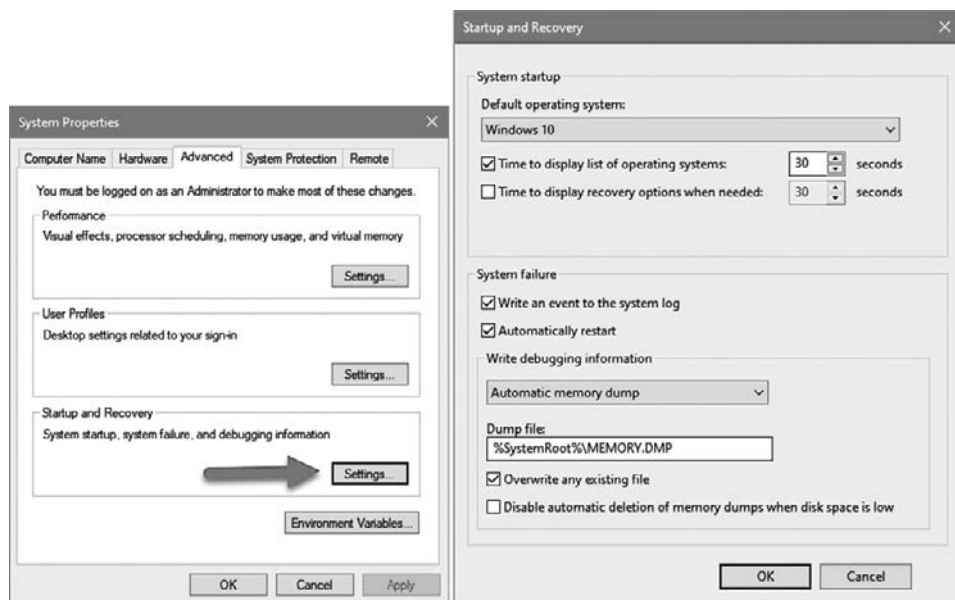 System Properties
Computer Name Hardware Advanced System Protection Remote
You must be logged on as an Administrator to make most of these changes.
Performance
Visual effects, processor scheduling, memory usage, and virtual memory
Settings...
User Profiles
Desktop settings related to your sign-in
Settings...
Startup and Recovery
System startup, system failure, and debugging information
Settings...
Environment Variables...
OK Cancel Apply
Startup and Recovery
System startup
Default operating system:
Windows 10
Time to display list of operating systems: 30 seconds
Time to display recovery options when needed: 30 seconds
System failure
Write an event to the system log
Automatically restart
Write debugging information
Automatic memory dump
Dump file:
%SystemRoot%\MEMORY.DMP
Overwrite any existing file
Disable automatic deletion of memory dumps when disk space is low
OK Cancel